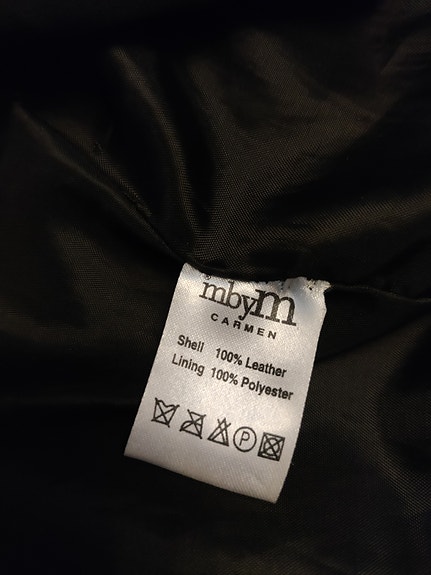 mbyM
CARMEN
Shell 100% Leather
Lining 100% Polyester
P